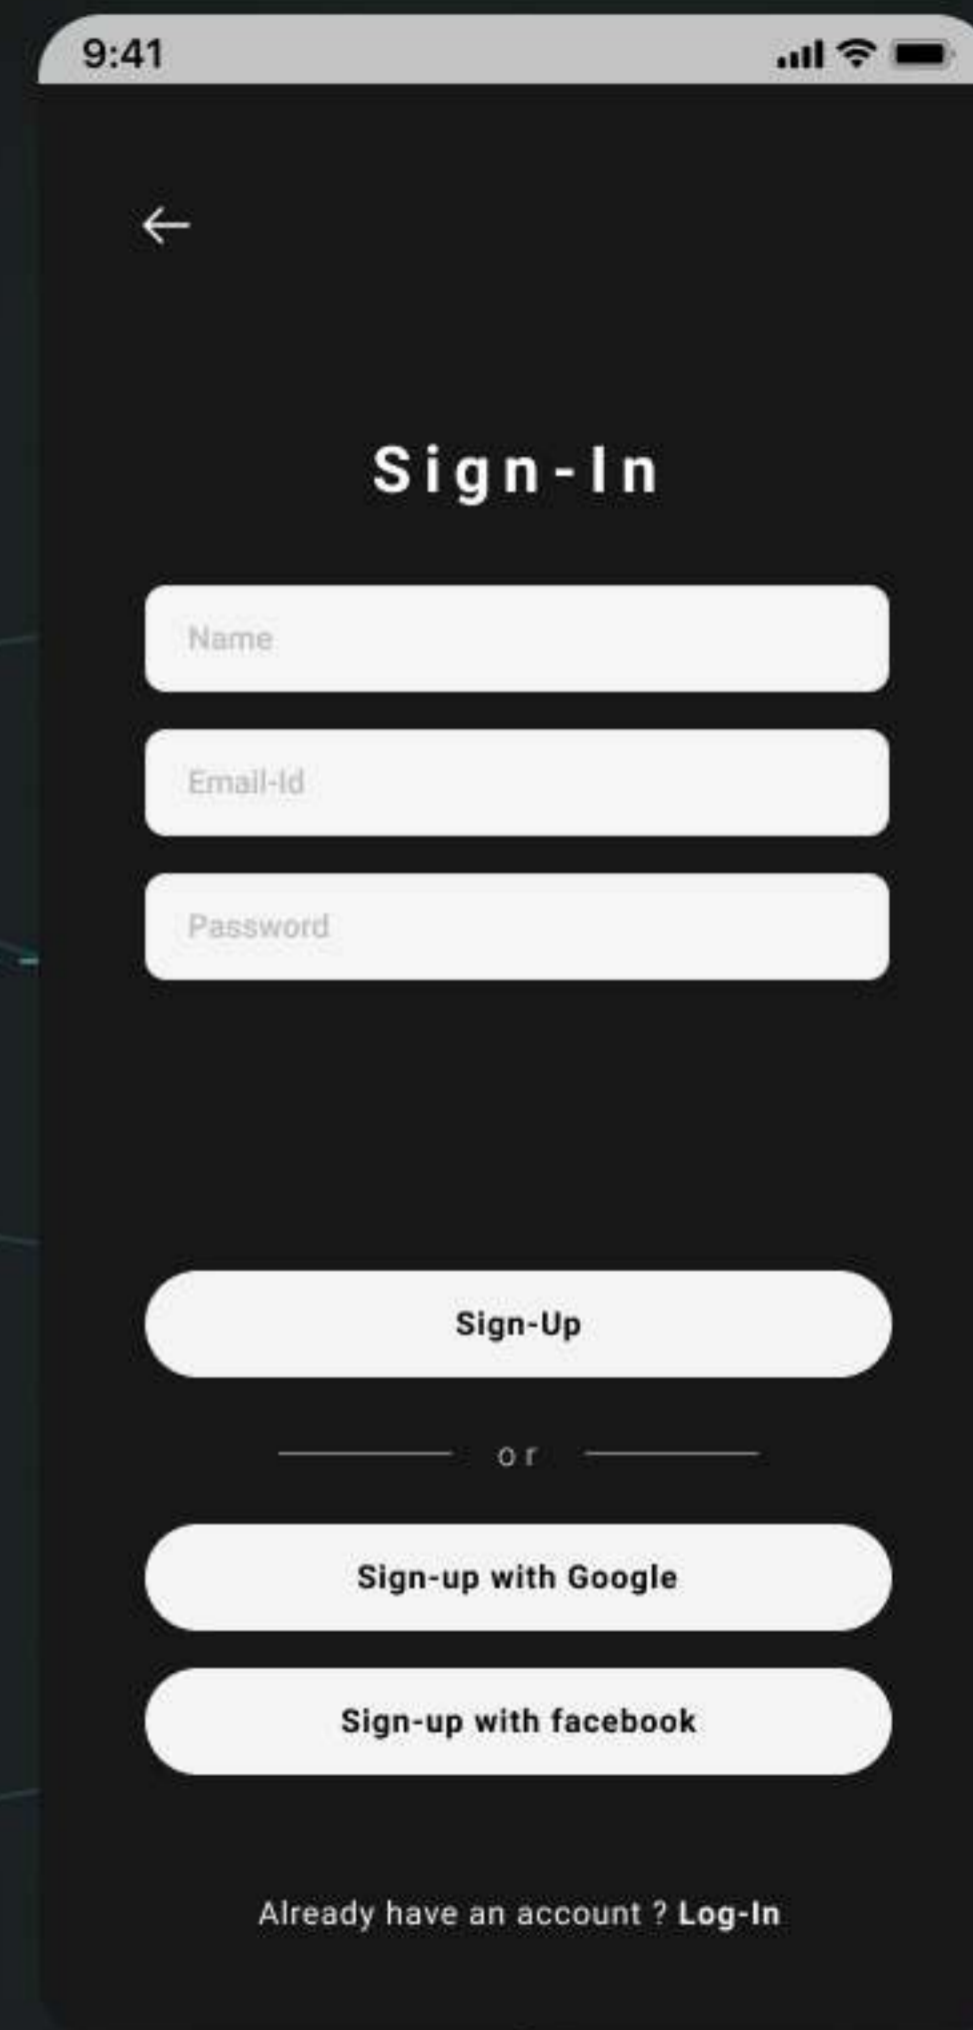 9:41
Sign-In
Name
Email-Id
Password
Sign-Up
or
Sign-up with Google
Sign-up with facebook
Already have an account ? Log-In